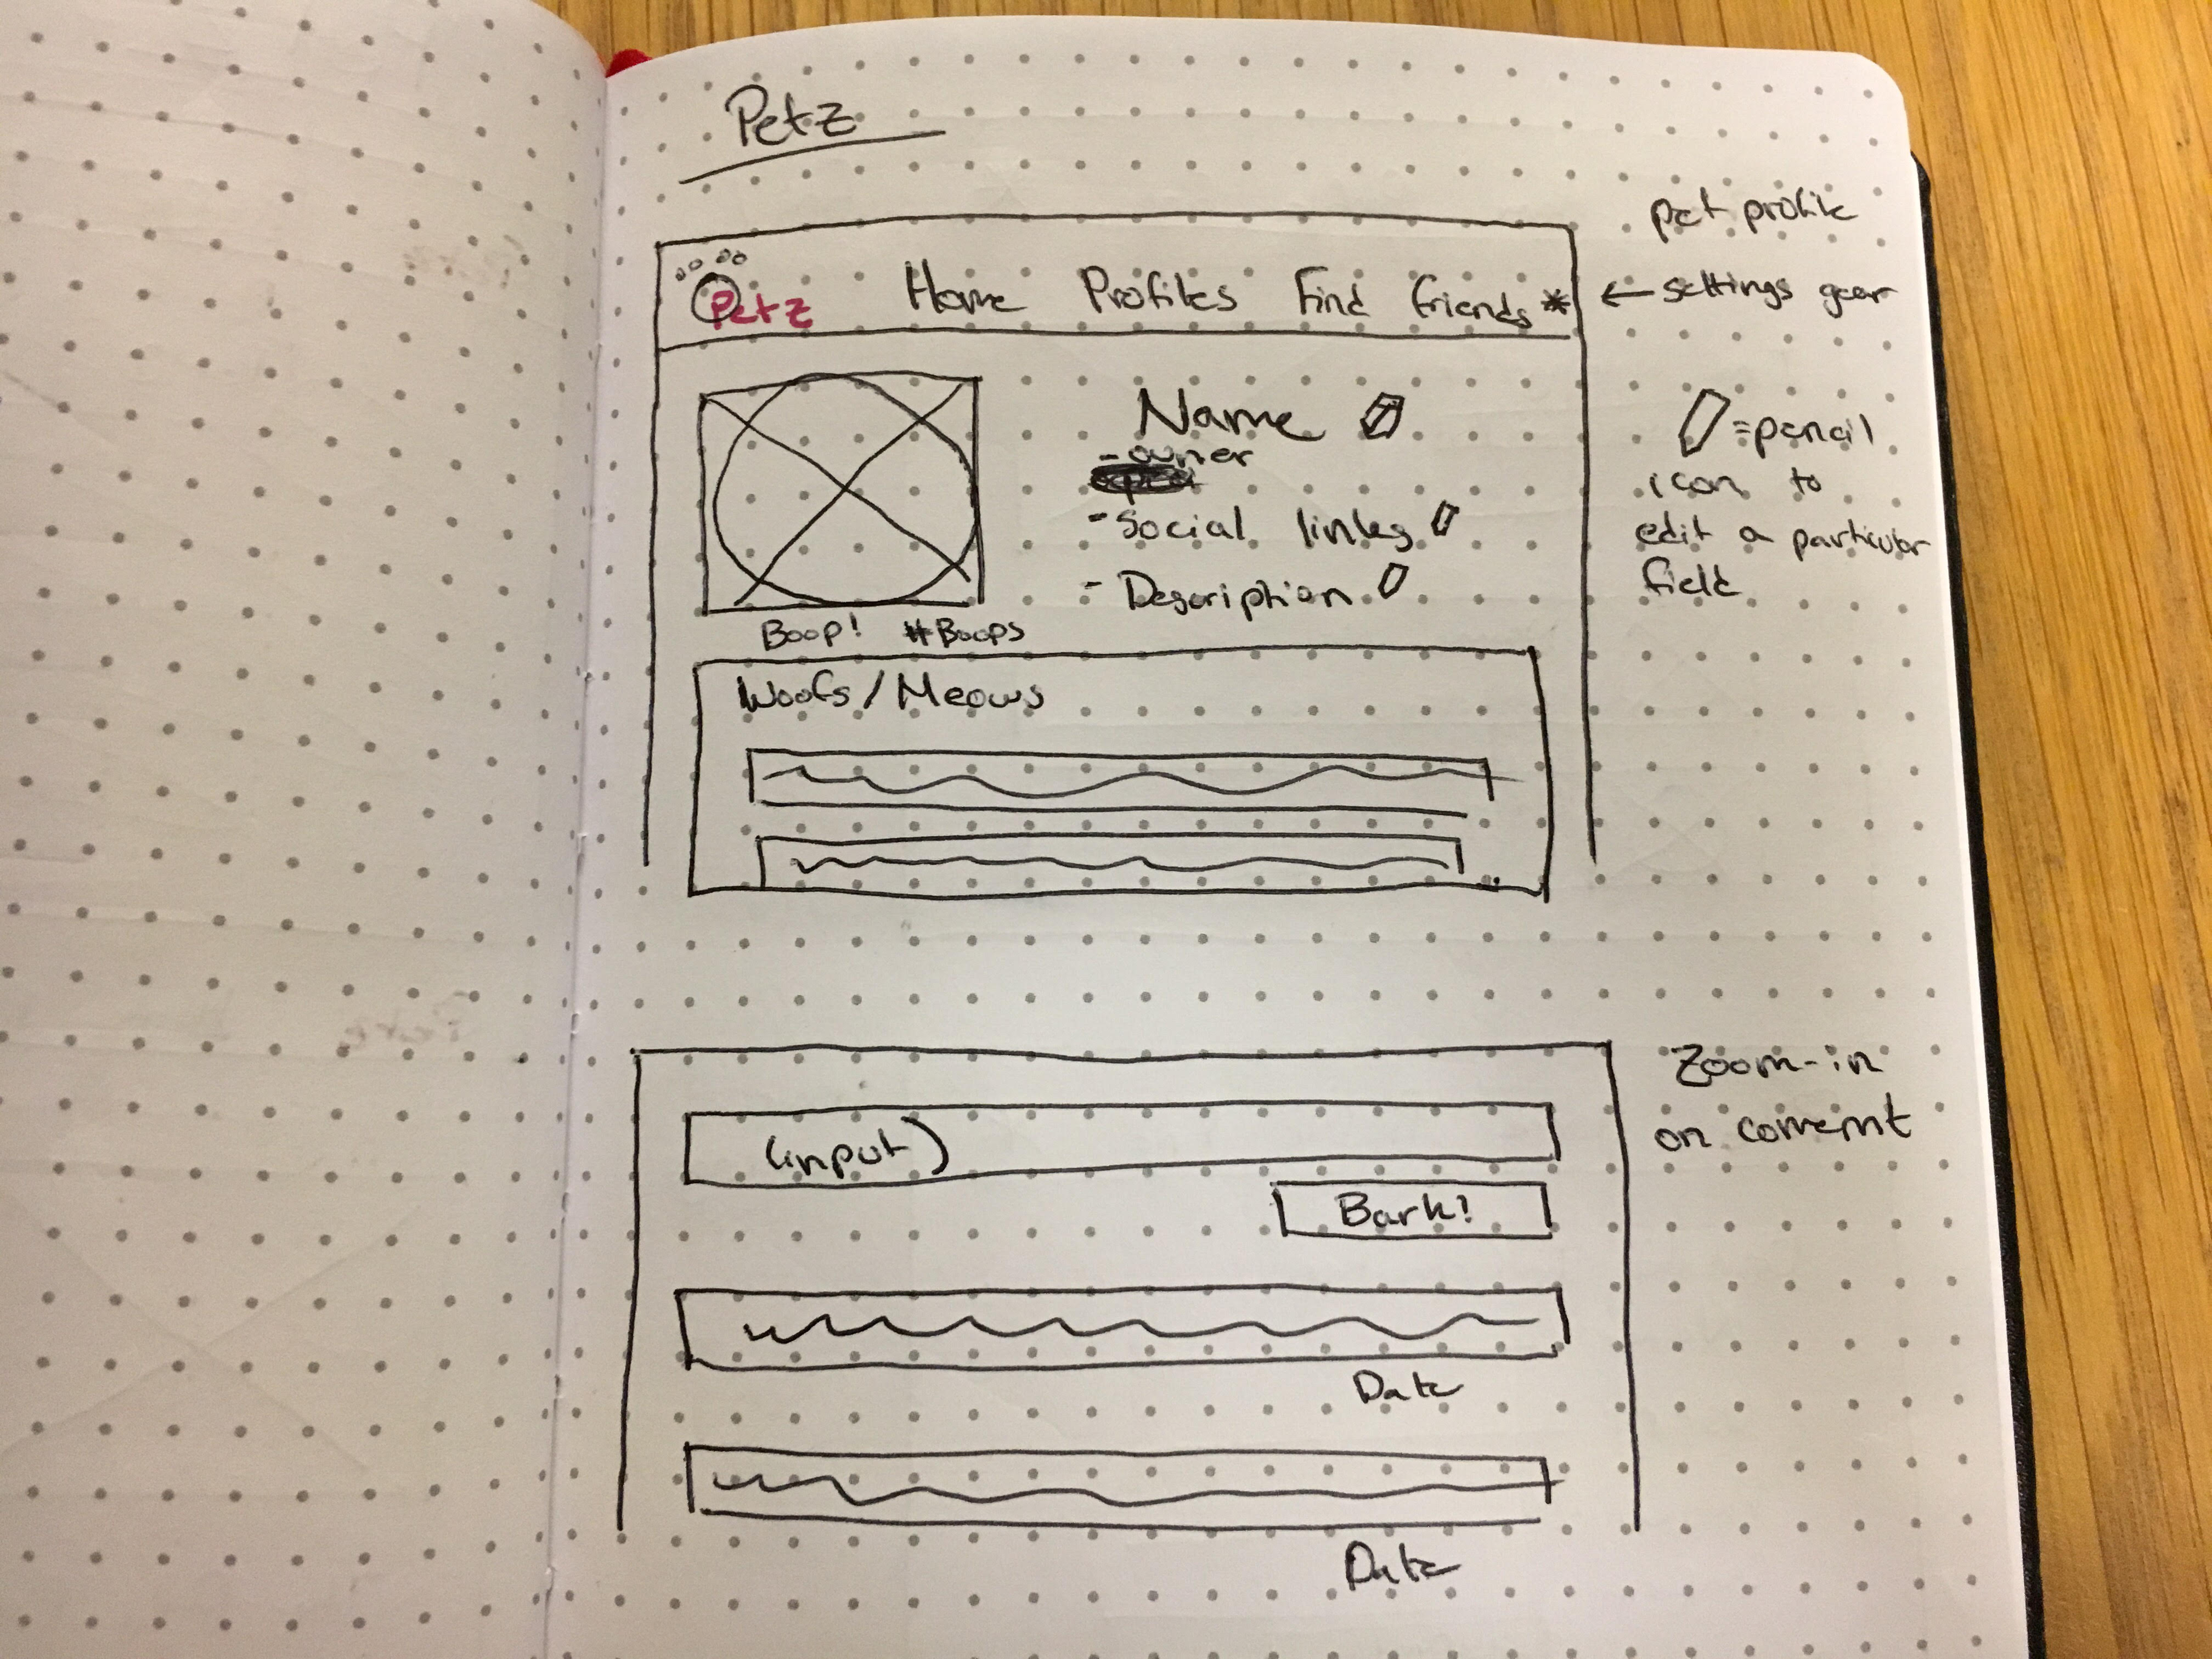 Petz
pet profile
Petz Home Profiles Find friends *
← settings gear
Name
- owner
- Social links
- Description
= pencil
icon to
edit a particular
field
Boop! #Boops
Woofs/Meows
Zoom-in
on comemnt
(input)
Bark!
Date
Date